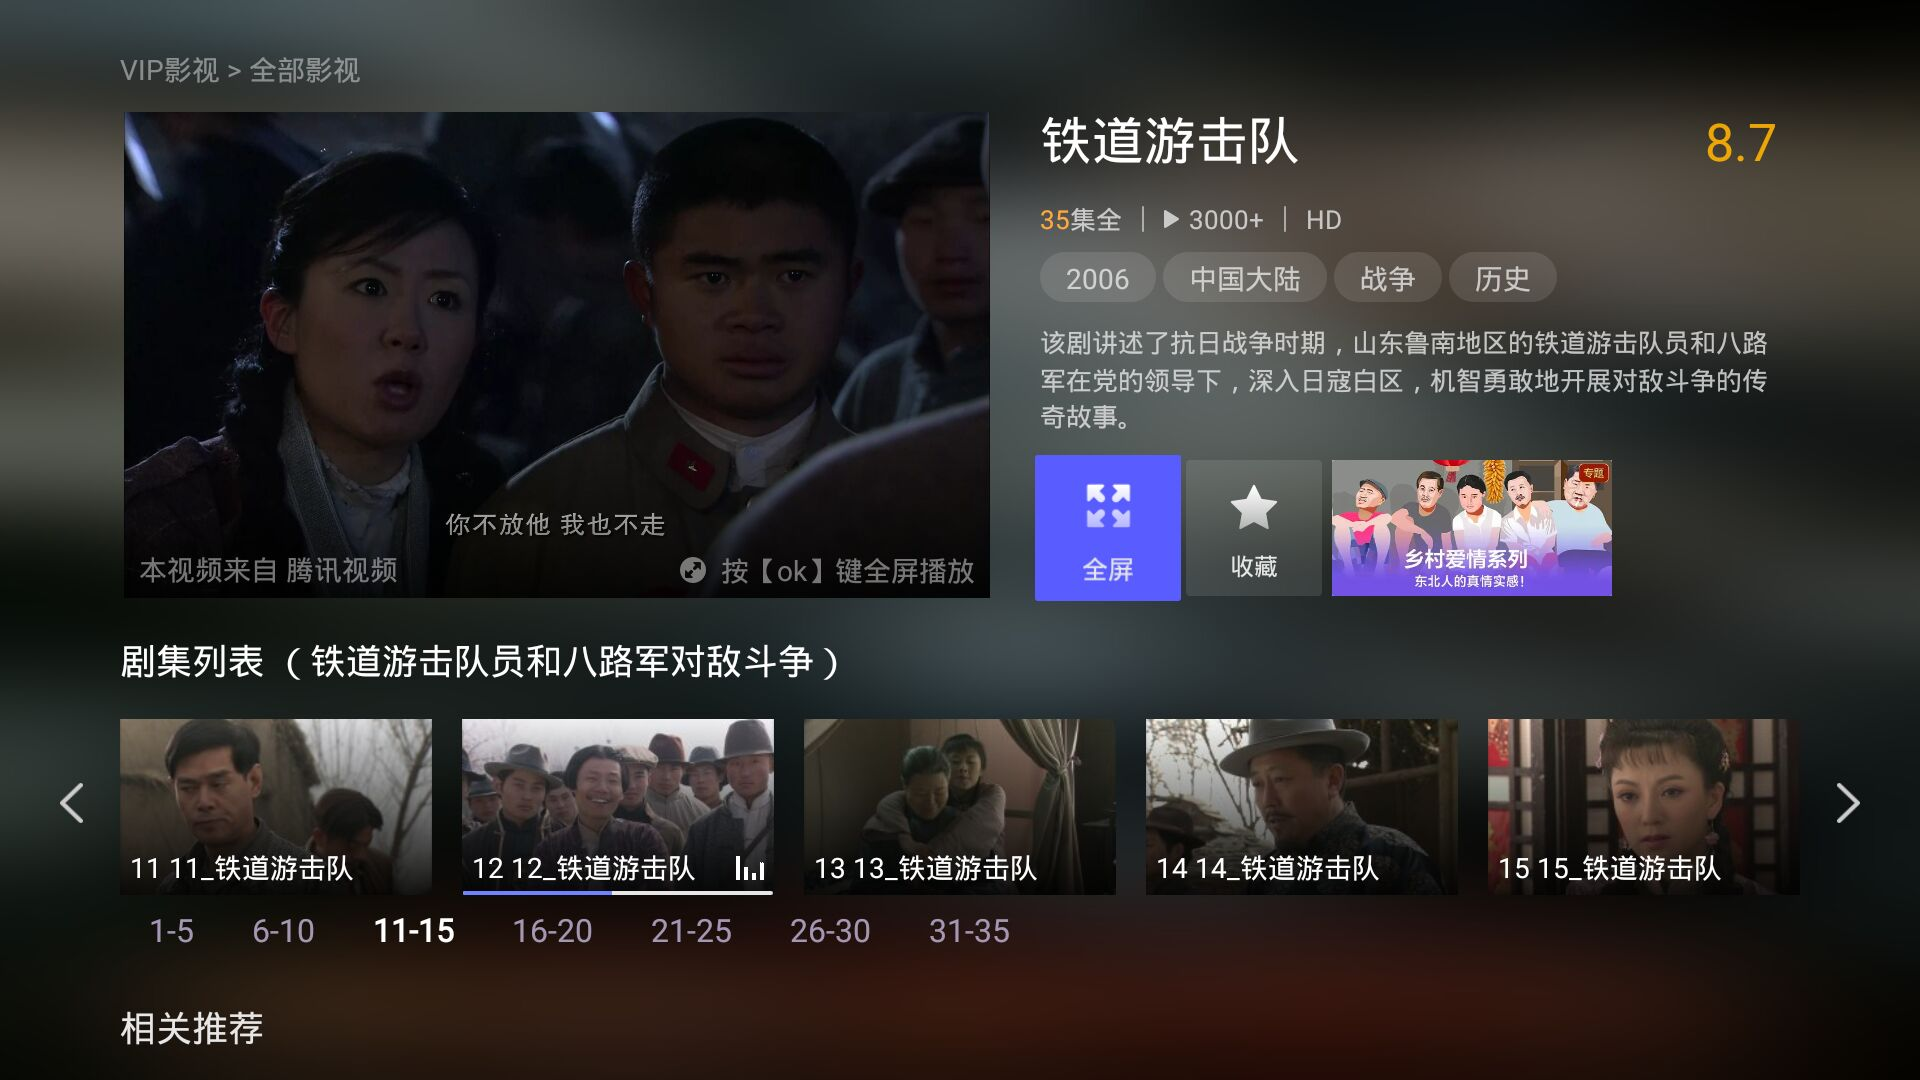 VIP影视 > 全部影视
铁道游击队
8.7
35集全 | ▶ 3000+ | HD
2006 中国大陆 战争 历史
该剧讲述了抗日战争时期，山东鲁南地区的铁道游击队员和八路
军在党的领导下，深入日寇白区，机智勇敢地开展对敌斗争的传
奇故事。
你不放他 我也不走
本视频来自 腾讯视频
按【ok】键全屏播放
全屏
收藏
专题
乡村爱情系列
东北人的真情实感！
剧集列表 （铁道游击队员和八路军对敌斗争）
11 11_铁道游击队
12 12_铁道游击队
13 13_铁道游击队
14 14_铁道游击队
15 15_铁道游击队
1-5 6-10 11-15 16-20 21-25 26-30 31-35
相关推荐